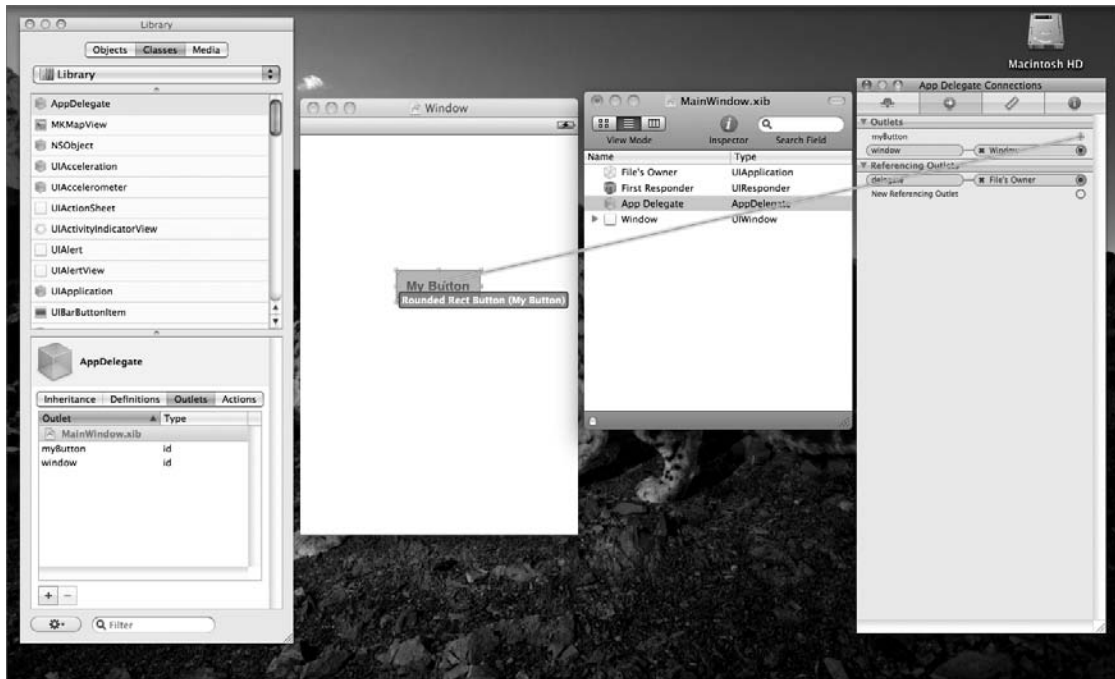 Library
Objects Classes Media
Library
AppDelegate
MKMapView
NSObject
UIAcceleration
UIAccelerometer
UIActionSheet
UIActivityIndicatorView
UIAlert
UIAlertView
UIApplication
UIBarButtonItem
AppDelegate
Inheritance Definitions Outlets Actions
Outlet Type
MainWindow.xib
myButton id
window id
+ −
Filter
Window
My Button
Rounded Rect Button (My Button)
MainWindow.xib
View Mode Inspector Search Field
Name Type
File's Owner UIApplication
First Responder UIResponder
App Delegate AppDelegate
Window UIWindow
Macintosh HD
App Delegate Connections
Outlets
myButton
window Window
Referencing Outlets
delegate File's Owner
New Referencing Outlet